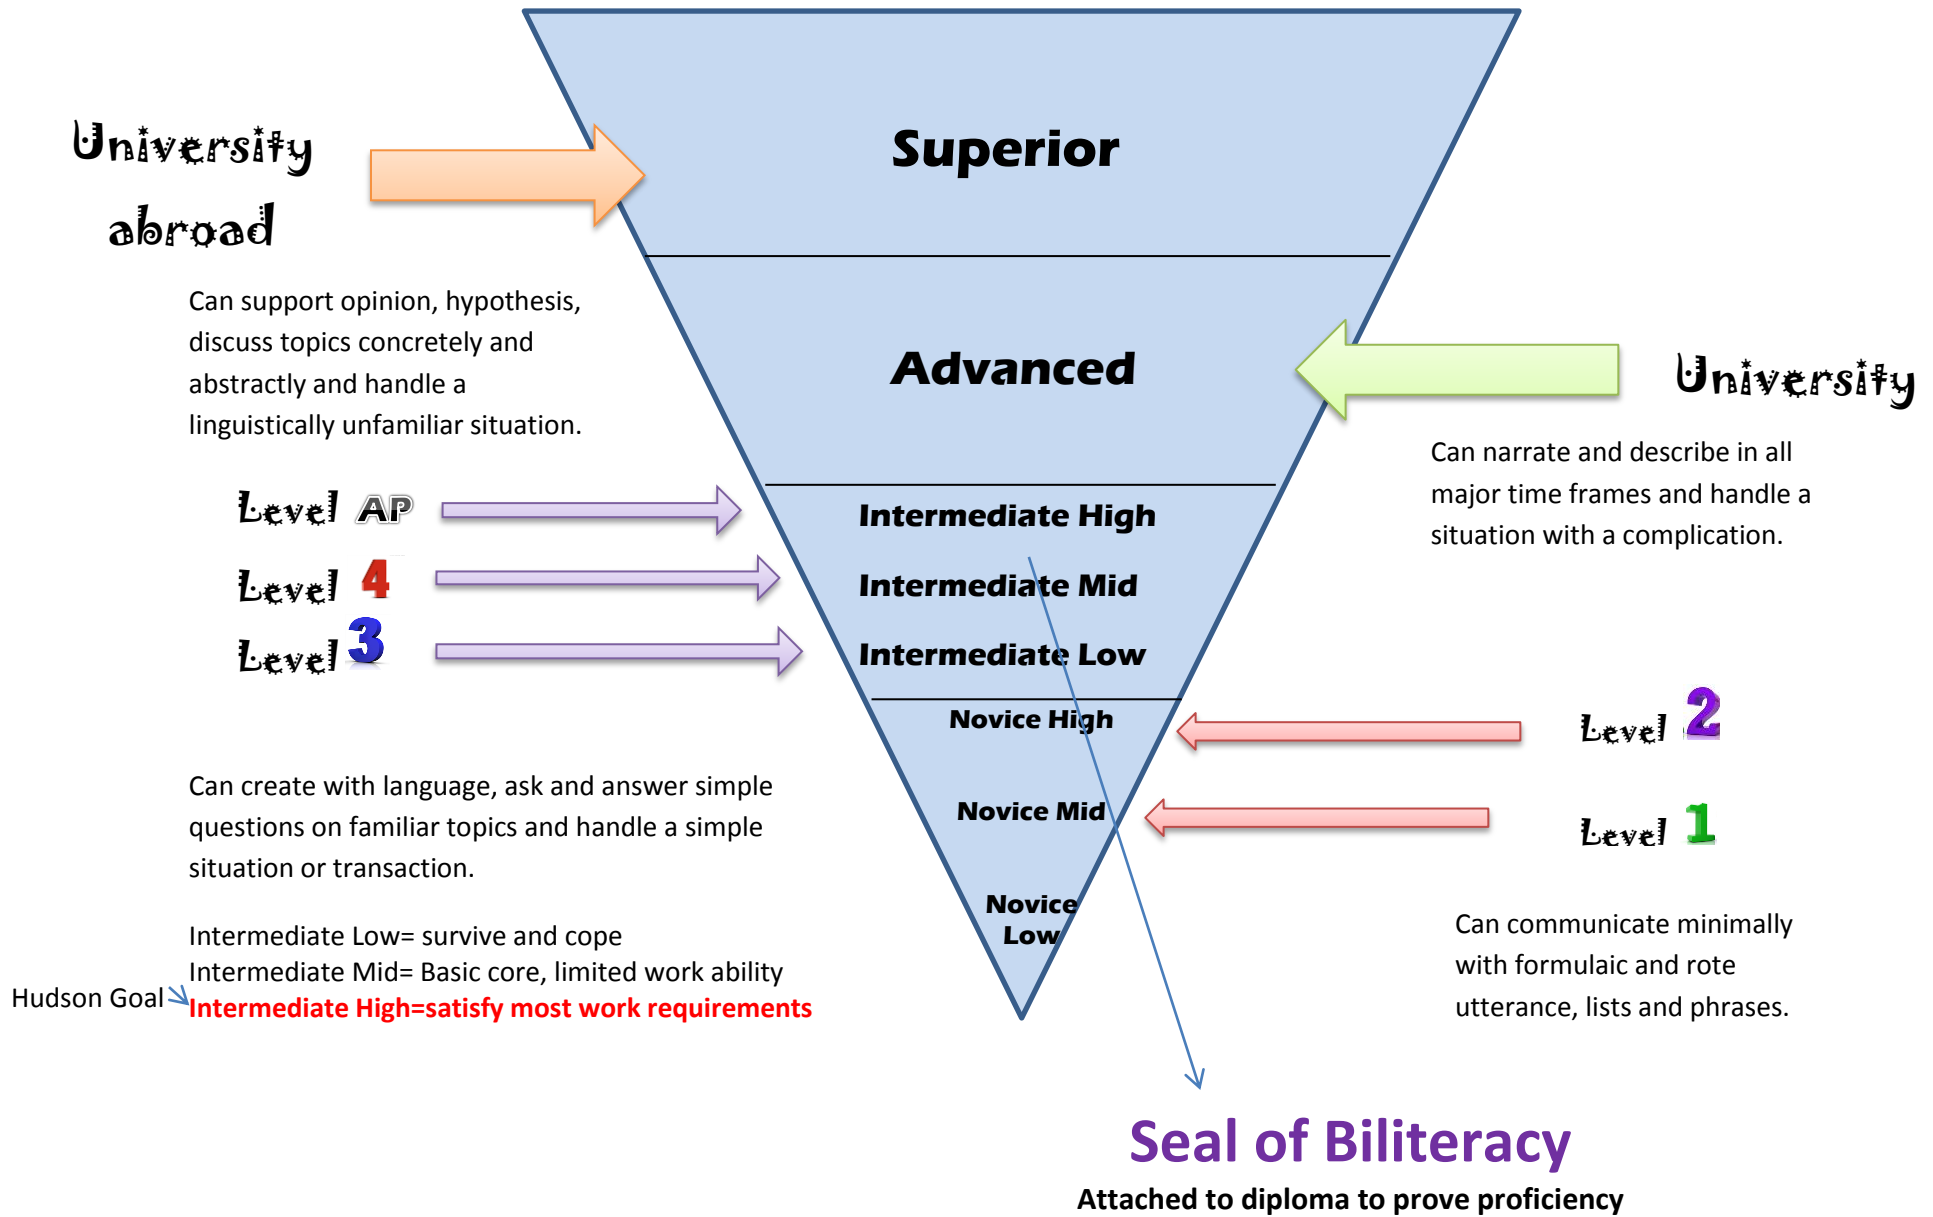 Superior
University
abroad
Can support opinion, hypothesis,
discuss topics concretely and
abstractly and handle a
linguistically unfamiliar situation.
Advanced
University
Can narrate and describe in all
major time frames and handle a
situation with a complication.
Level AP
Intermediate High
Level 4
Intermediate Mid
Level 3
Intermediate Low
Novice High
Level 2
Novice Mid
Level 1
Can create with language, ask and answer simple
questions on familiar topics and handle a simple
situation or transaction.
Novice
Low
Intermediate Low= survive and cope
Intermediate Mid= Basic core, limited work ability
Hudson Goal
Intermediate High=satisfy most work requirements
Can communicate minimally
with formulaic and rote
utterance, lists and phrases.
Seal of Biliteracy
Attached to diploma to prove proficiency